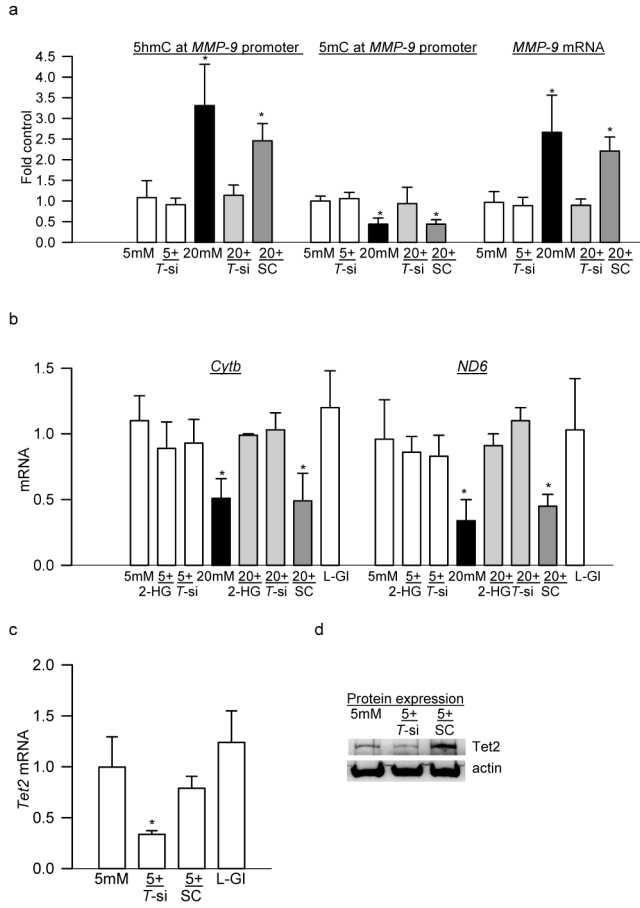 a
5hmC at MMP-9 promoter 5mC at MMP-9 promoter MMP-9 mRNA
Fold control
4.5
4.0
3.5
3.0
2.5
2.0
1.5
1.0
0.5
0.0
* * * * * *
5mM 5+ 20mM 20+ 20+ 5mM 5+ 20mM 20+ 20+ 5mM 5+ 20mM 20+ 20+
T-si T-si SC T-si T-si SC T-si T-si SC
b
Cytb ND6
mRNA
1.5
1.0
0.5
0.0
* * * *
5mM 5+ 5+ 20mM 20+ 20+ 20+ L-Gl 5mM 5+ 5+ 20mM 20+ 20+ 20+ L-Gl
2-HG T-si 2-HG T-si SC 2-HG T-si 2-HG T-si SC
c
Tet2 mRNA
2.0
1.5
1.0
0.5
0.0
*
5mM 5+ 5+ L-Gl
T-si SC
d
Protein expression
5mM 5+ 5+
T-si SC
Tet2
actin